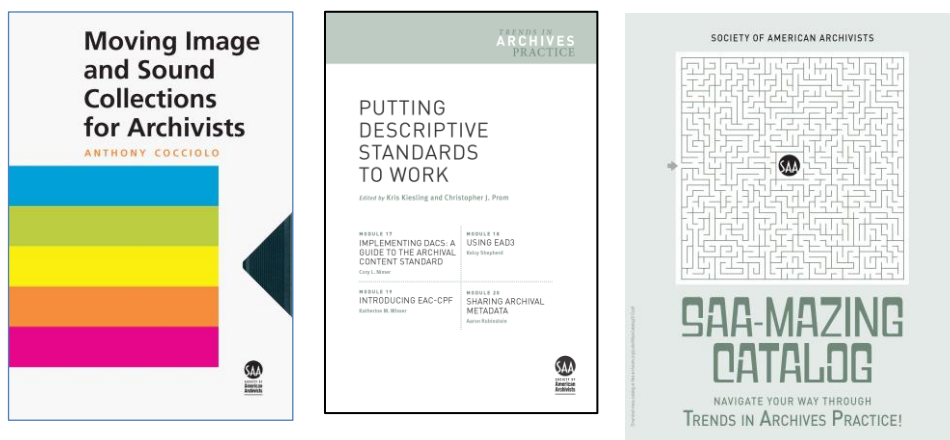 Moving Image
and Sound
Collections
for Archivists
ANTHONY COCCIOLO
SAA
SOCIETY OF
American
Archivists
TRENDS IN
ARCHIVES
PRACTICE
PUTTING
DESCRIPTIVE
STANDARDS
TO WORK
Edited by Kris Kiesling and Christopher J. Prom
MODULE 17
IMPLEMENTING DACS: A
GUIDE TO THE ARCHIVAL
CONTENT STANDARD
Cory L. Nimer
MODULE 18
USING EAD3
Kelcy Shepherd
MODULE 19
INTRODUCING EAC-CPF
Katherine M. Wisser
MODULE 20
SHARING ARCHIVAL
METADATA
Aaron Rubinstein
SAA
SOCIETY OF
American
Archivists
SOCIETY OF AMERICAN ARCHIVISTS
SAA
SAA-MAZING
CATALOG
NAVIGATE YOUR WAY THROUGH
TRENDS IN ARCHIVES PRACTICE!